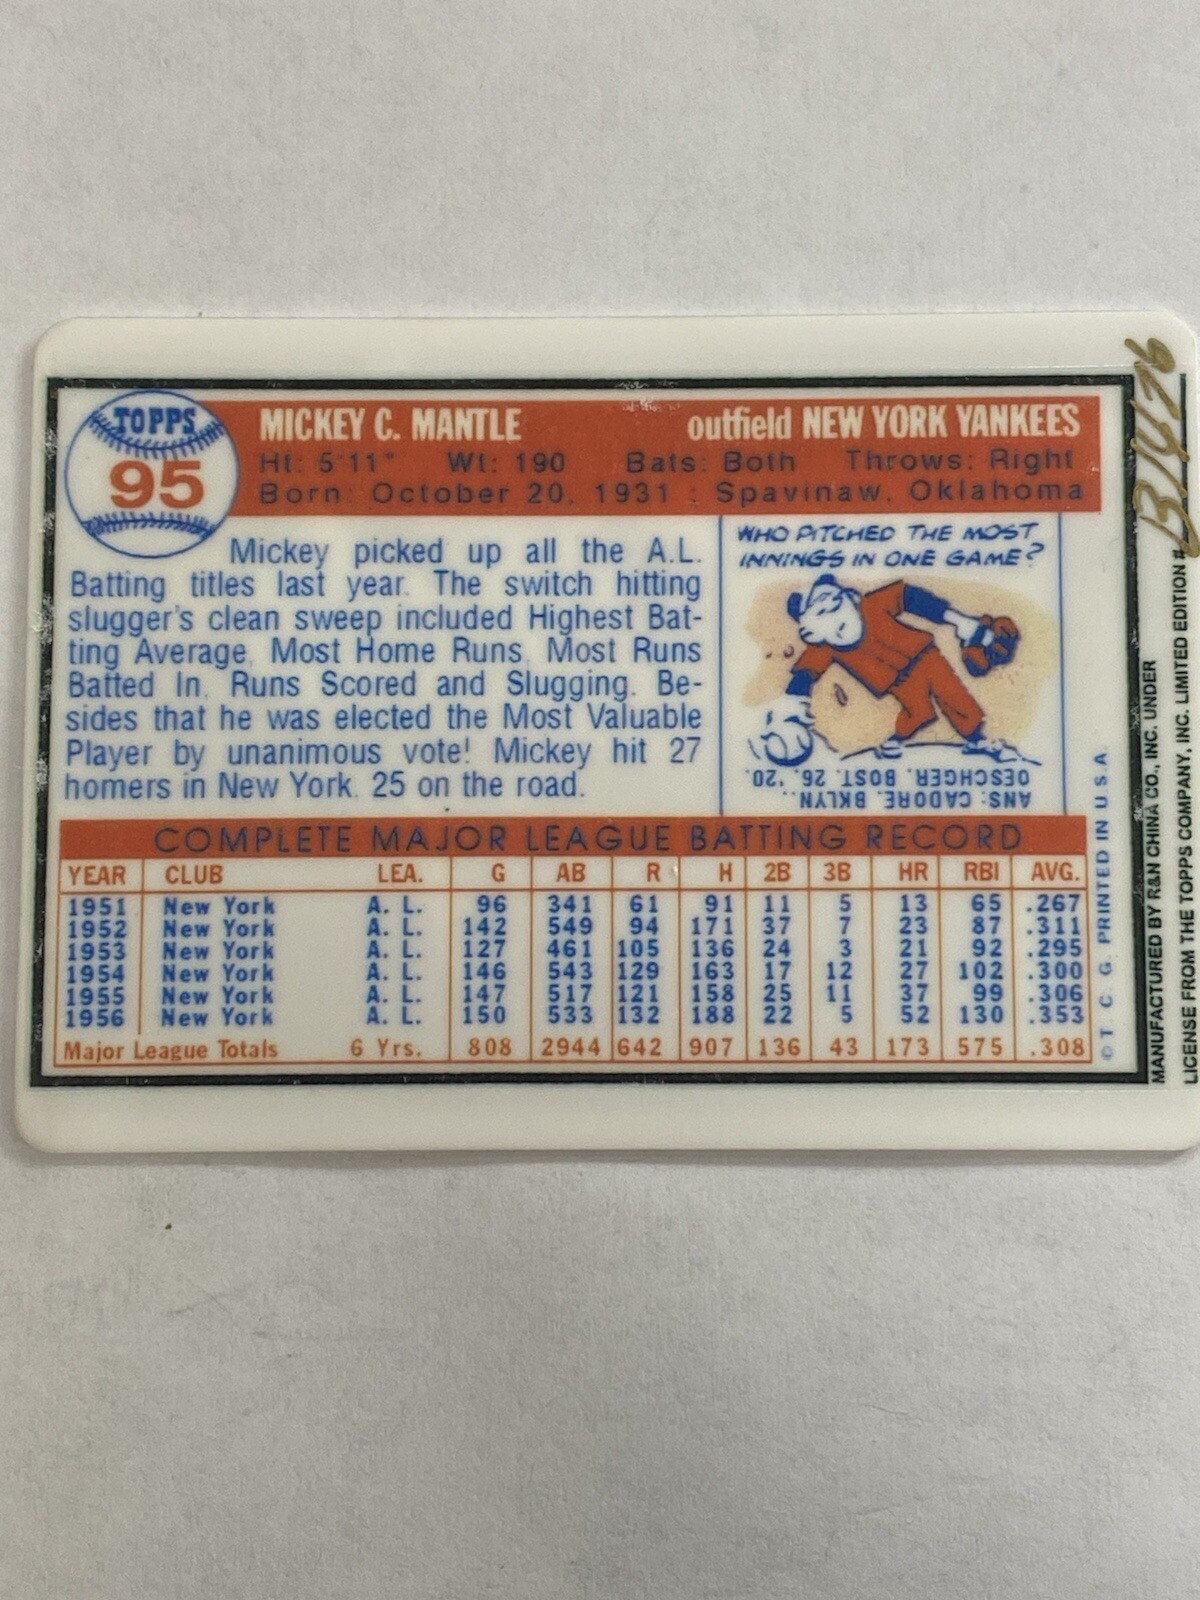 TOPPS
95
MICKEY C. MANTLE outfield NEW YORK YANKEES
Ht: 5'11" Wt: 190 Bats: Both Throws: Right
Born: October 20, 1931 : Spavinaw, Oklahoma
Mickey picked up all the A.L.
Batting titles last year. The switch hitting
slugger's clean sweep included Highest Bat-
ting Average, Most Home Runs, Most Runs
Batted In, Runs Scored and Slugging. Be-
sides that he was elected the Most Valuable
Player by unanimous vote! Mickey hit 27
homers in New York, 25 on the road.
WHO PITCHED THE MOST
INNINGS IN ONE GAME?
ANS: CADORE, BKLYN..
OESCHGER, BOST. 26, '20.
COMPLETE MAJOR LEAGUE BATTING RECORD
YEAR CLUB LEA. G AB R H 2B 3B HR RBI AVG.
1951 New York A. L. 96 341 61 91 11 5 13 65 .267
1952 New York A. L. 142 549 94 171 37 7 23 87 .311
1953 New York A. L. 127 461 105 136 24 3 21 92 .295
1954 New York A. L. 146 543 129 163 17 12 27 102 .300
1955 New York A. L. 147 517 121 158 25 11 37 99 .306
1956 New York A. L. 150 533 132 188 22 5 52 130 .353
Major League Totals 6 Yrs. 808 2944 642 907 136 43 173 575 .308
© T. C. G. PRINTED IN U.S.A.
MANUFACTURED BY R&N CHINA CO., INC. UNDER
LICENSE FROM THE TOPPS COMPANY, INC. LIMITED EDITION #